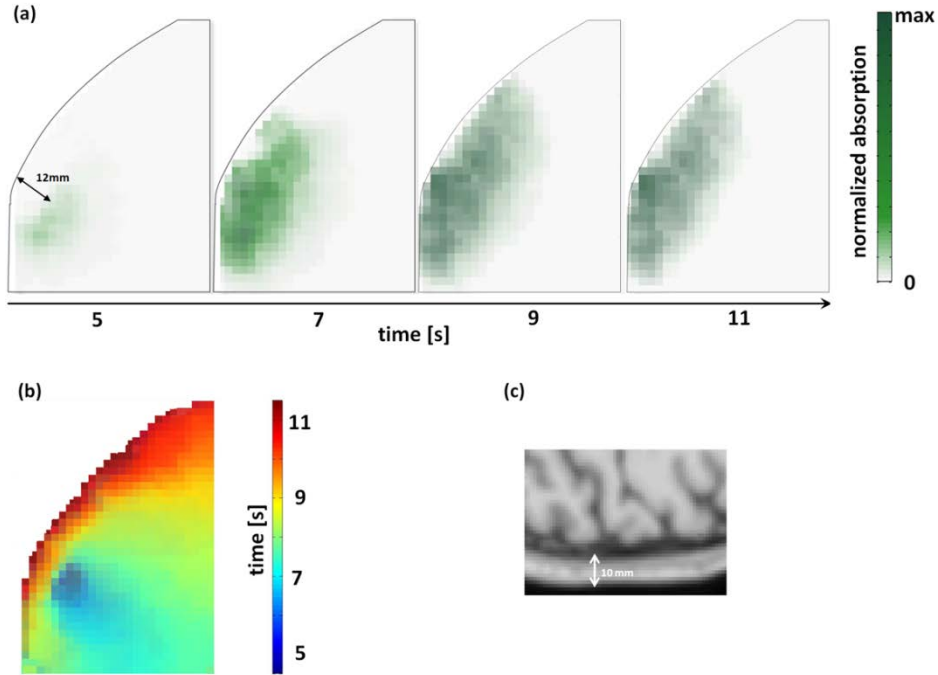 (a)
max
normalized absorption
0
12mm
5
7
9
11
time [s]
(b)
11
9
7
5
time [s]
(c)
10 mm